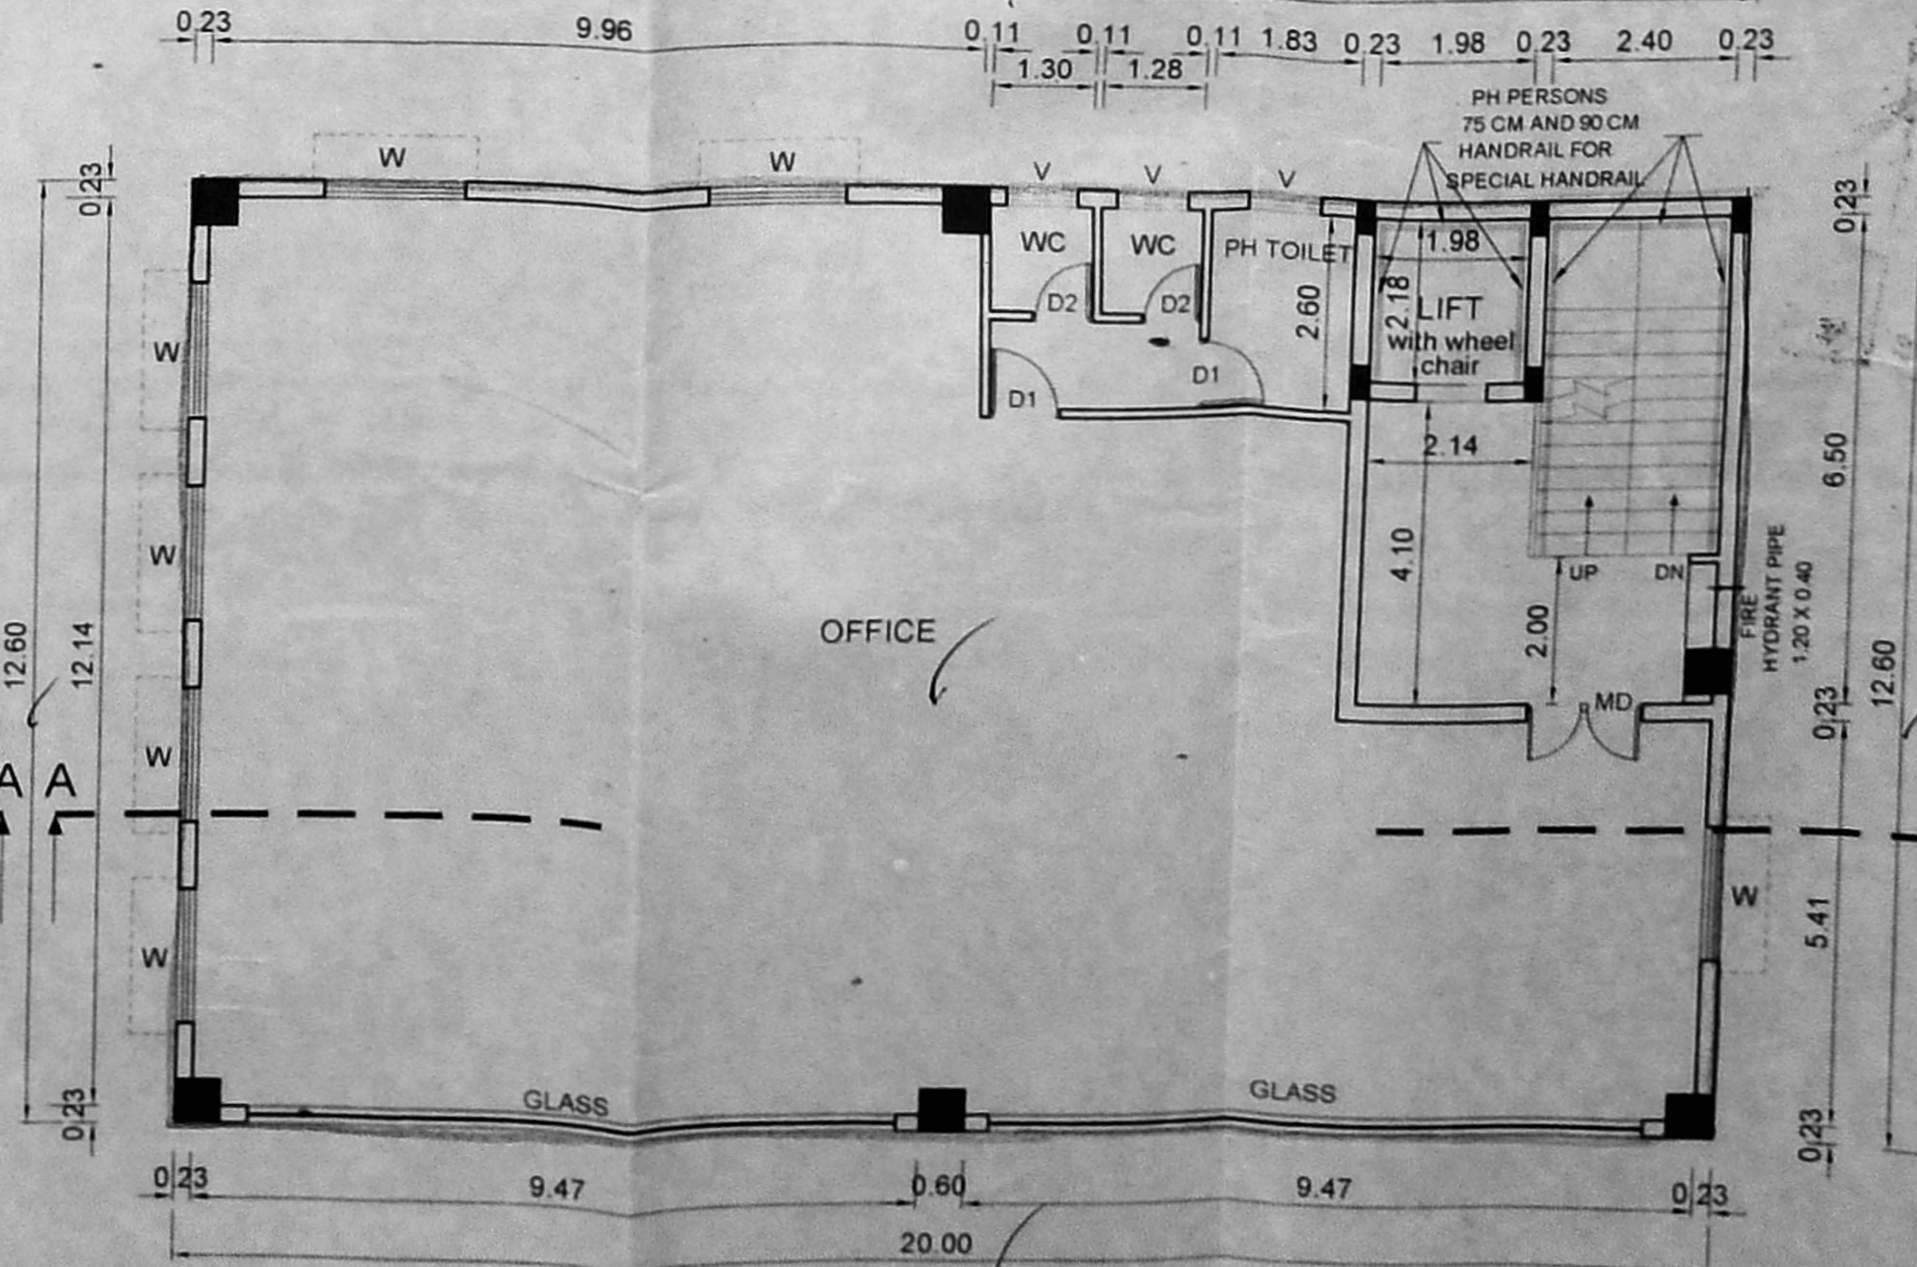 0.23
9.96
0.11
0.11
0.11
1.83
0.23
1.98
0.23
2.40
0.23
1.30
1.28
PH PERSONS
75 CM AND 90 CM
HANDRAIL FOR
SPECIAL HANDRAIL
W
W
V
V
V
0.23
0.23
WC
WC
PH TOILET
1.98
D2
D2
2.60
2.18
LIFT
with wheel
chair
W
D1
D1
2.14
6.50
W
4.10
UP
DN
FIRE
HYDRANT PIPE
1.20 X 0.40
12.60
12.14
OFFICE
2.00
12.60
MD
0.23
W
A
A
W
5.41
W
GLASS
GLASS
0.23
0.23
0.23
9.47
0.60
9.47
0.23
20.00